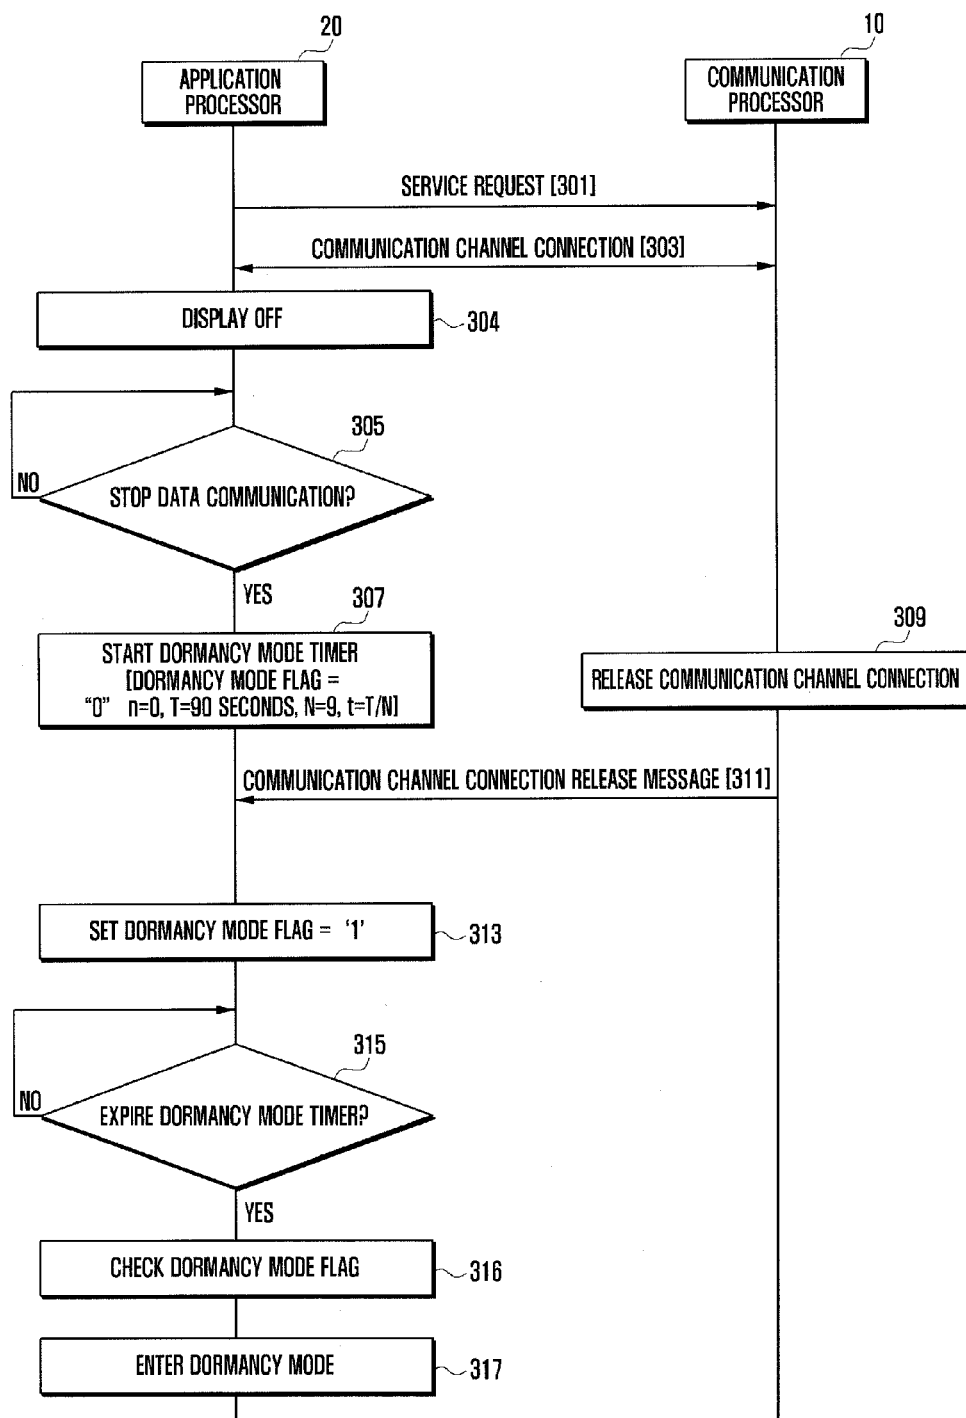 20
10
APPLICATION
PROCESSOR
COMMUNICATION
PROCESSOR
SERVICE REQUEST [301]
COMMUNICATION CHANNEL CONNECTION [303]
DISPLAY OFF
304
305
NO
STOP DATA COMMUNICATION?
YES
307
START DORMANCY MODE TIMER
[DORMANCY MODE FLAG =
“0” n=0, T=90 SECONDS, N=9, t=T/N]
309
RELEASE COMMUNICATION CHANNEL CONNECTION
COMMUNICATION CHANNEL CONNECTION RELEASE MESSAGE [311]
SET DORMANCY MODE FLAG = ‘1’
313
315
NO
EXPIRE DORMANCY MODE TIMER?
YES
CHECK DORMANCY MODE FLAG
316
ENTER DORMANCY MODE
317